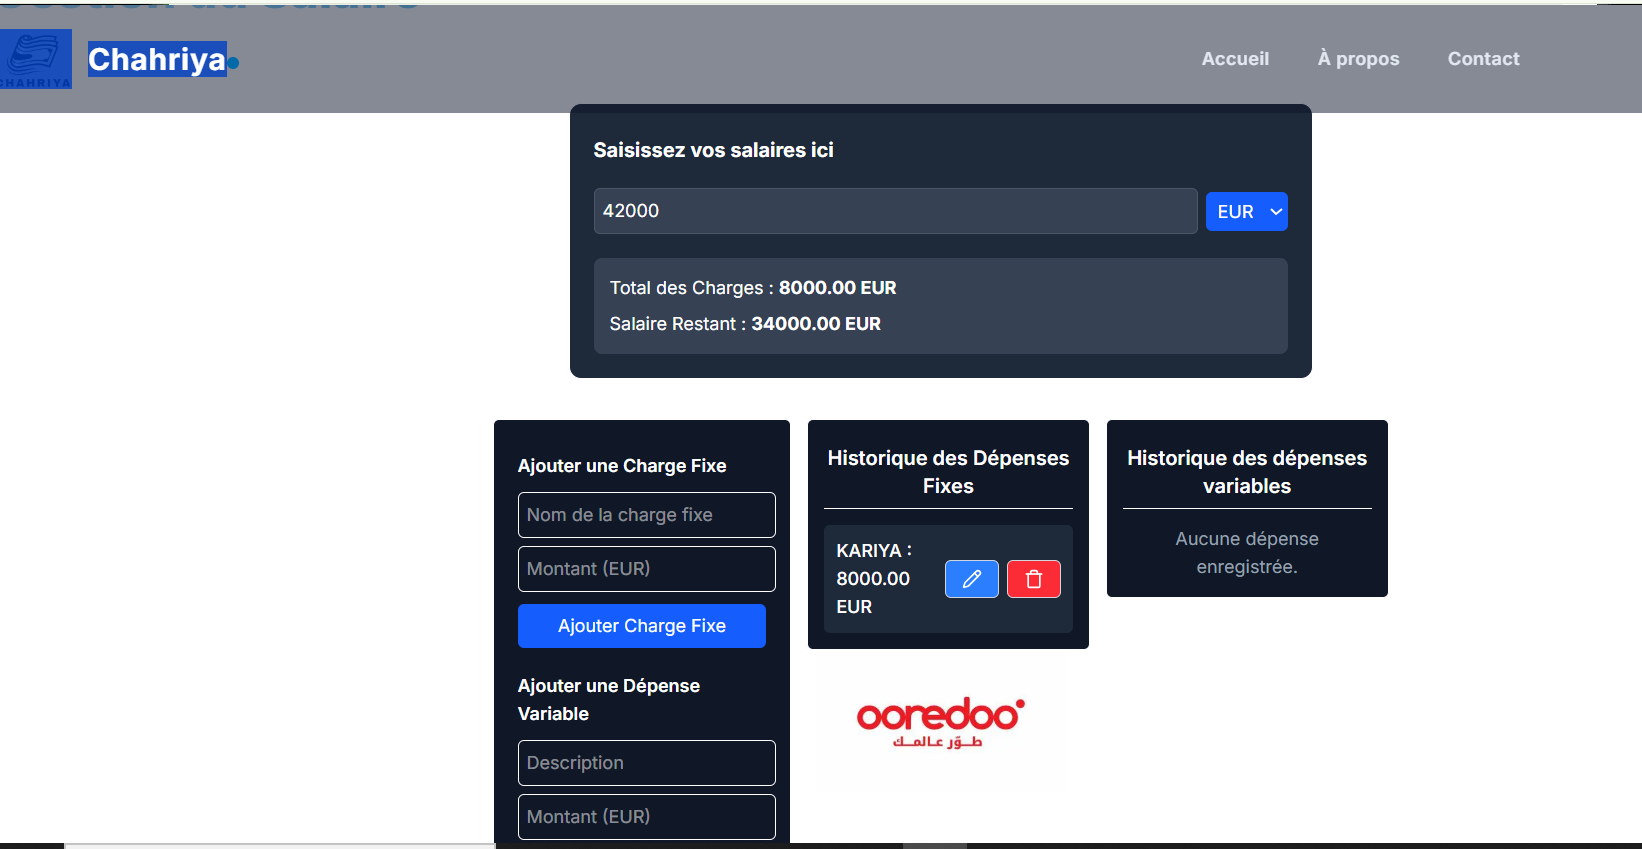 CHAHRIYA
Chahriya
Accueil
À propos
Contact
Saisissez vos salaires ici
42000
EUR
Total des Charges : 8000.00 EUR
Salaire Restant : 34000.00 EUR
Ajouter une Charge Fixe
Nom de la charge fixe
Montant (EUR)
Ajouter Charge Fixe
Ajouter une Dépense
Variable
Description
Montant (EUR)
Historique des Dépenses
Fixes
KARIYA :
8000.00
EUR
ooredoo
طـوّر عـالمـك
Historique des dépenses
variables
Aucune dépense
enregistrée.